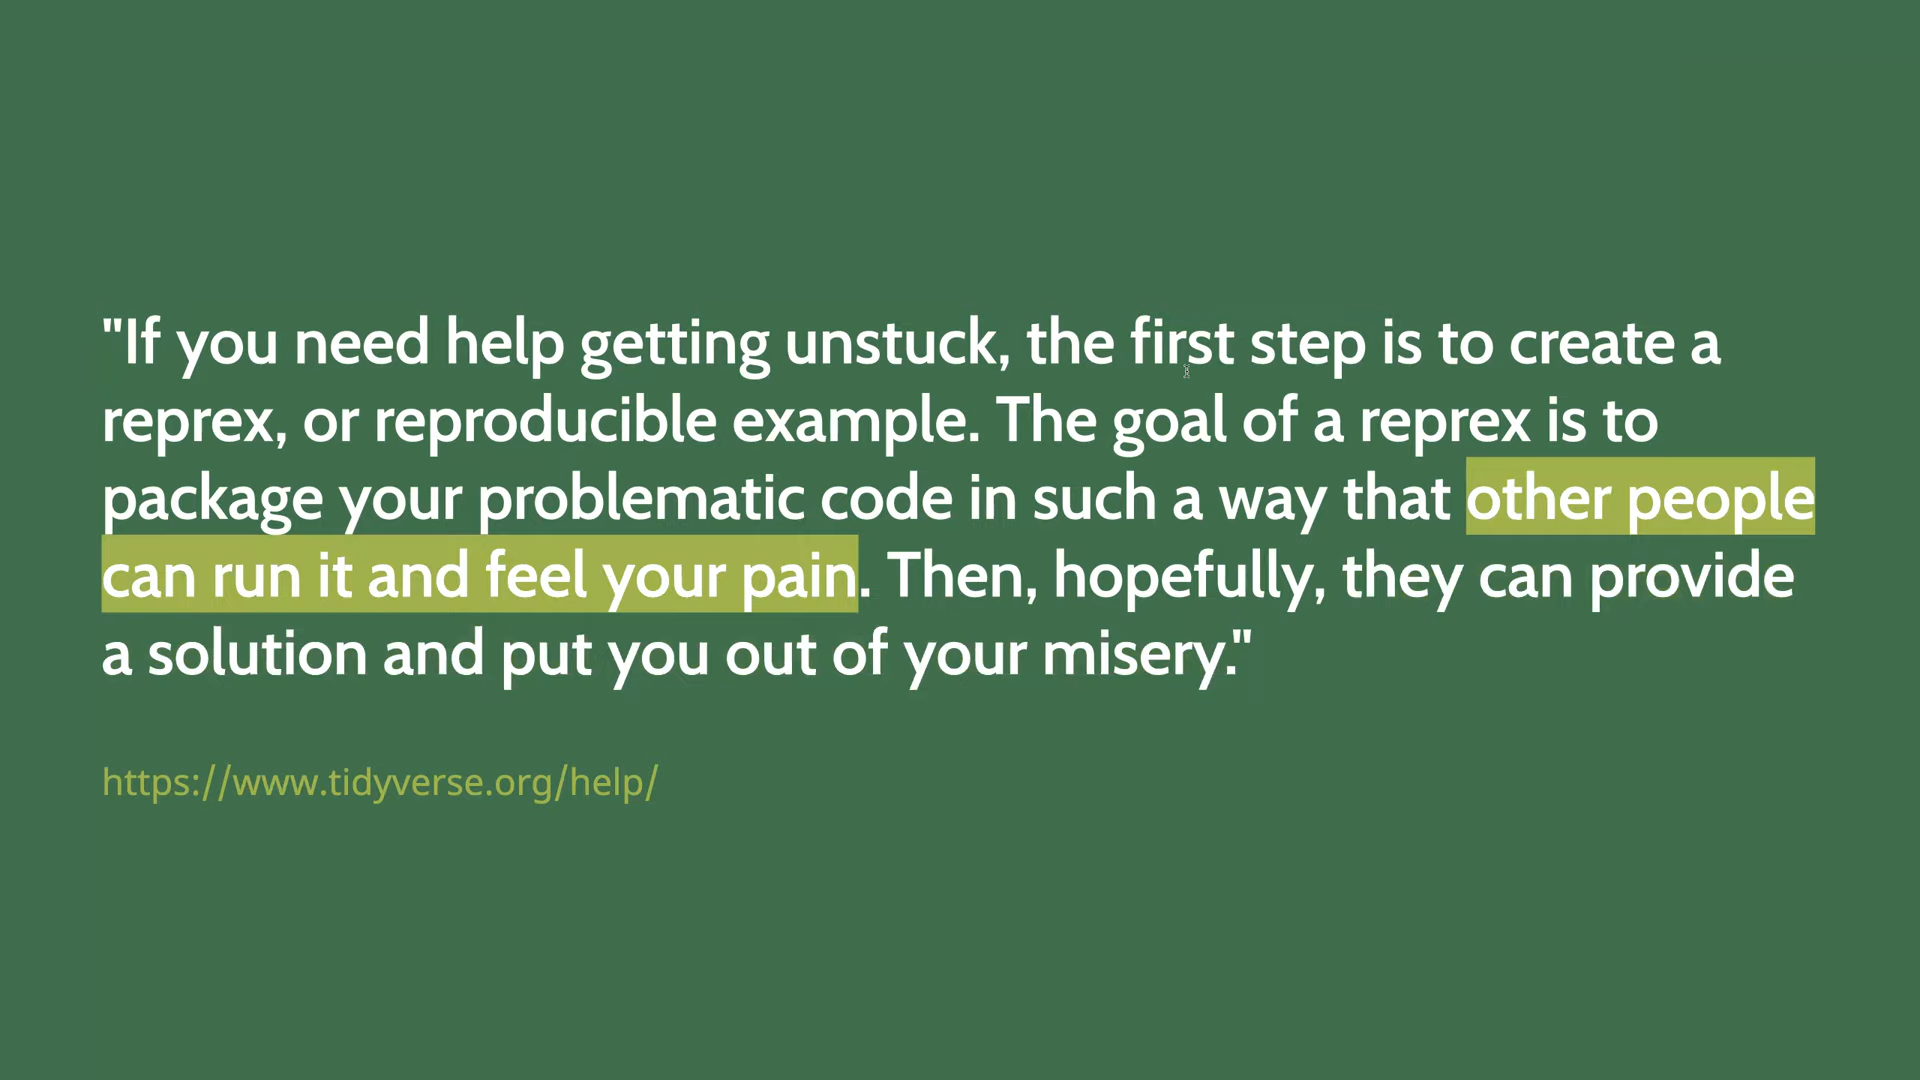 "If you need help getting unstuck, the first step is to create a
reprex, or reproducible example. The goal of a reprex is to
package your problematic code in such a way that other people
can run it and feel your pain. Then, hopefully, they can provide
a solution and put you out of your misery."
https://www.tidyverse.org/help/